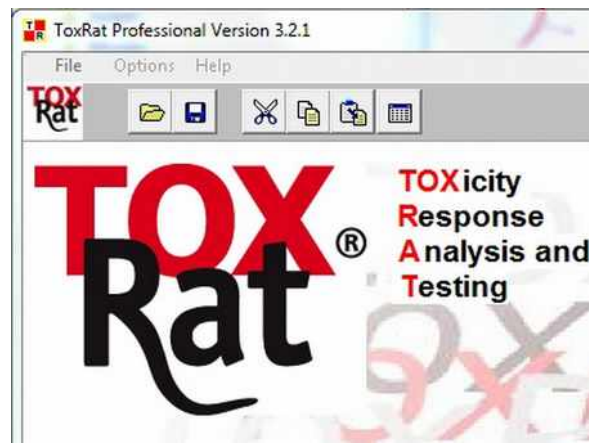 ToxRat Professional Version 3.2.1
File Options Help
TOX
Rat
TOX
Rat®
TOXicity
Response
Analysis and
Testing